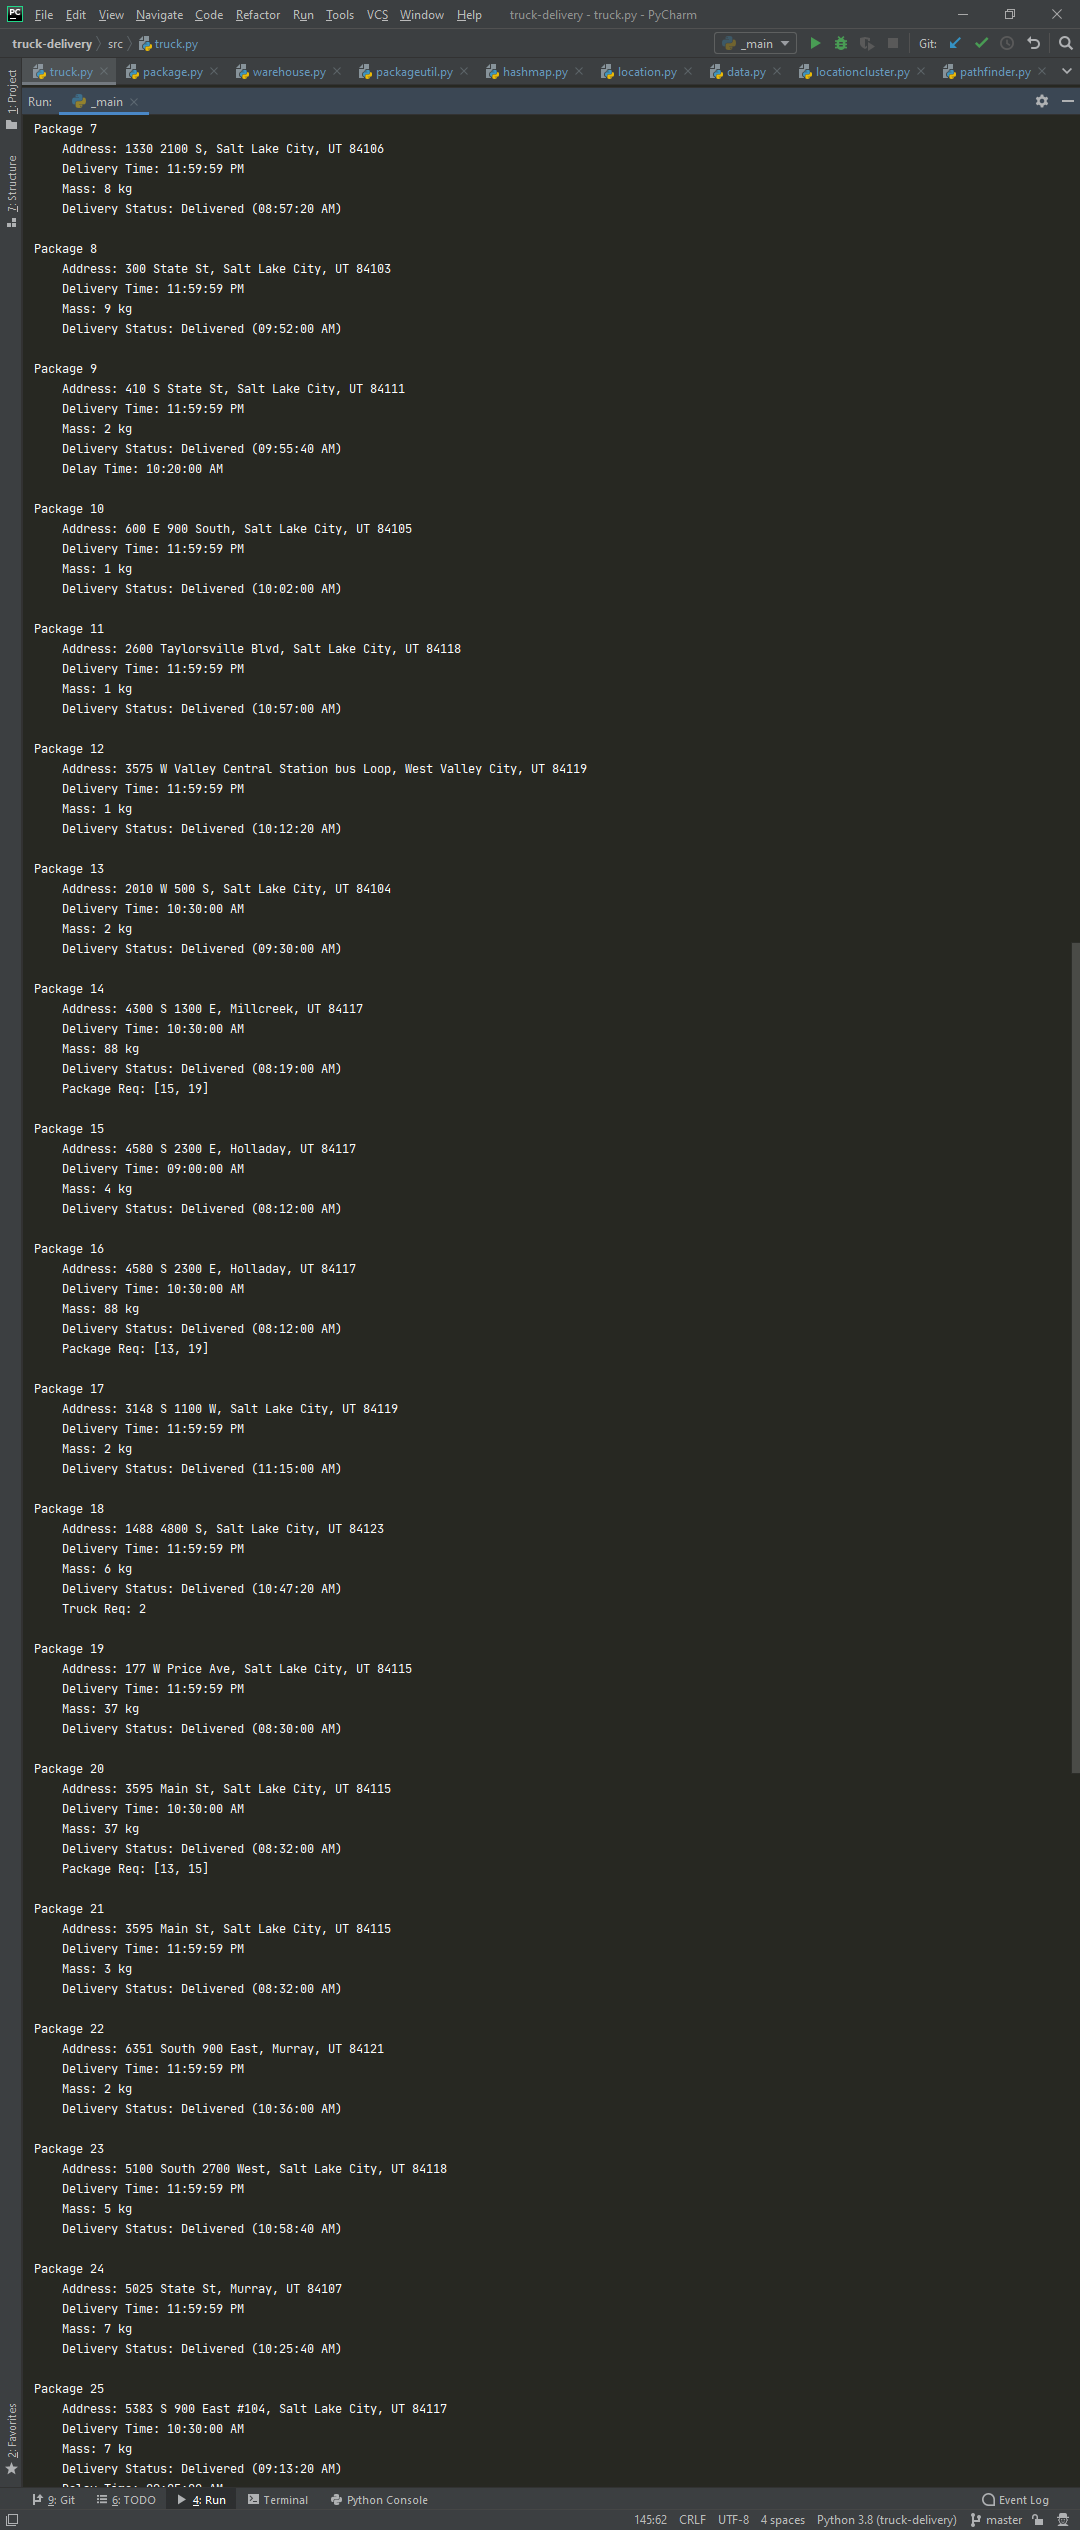 PC File Edit View Navigate Code Refactor Run Tools VCS Window Help truck-delivery - truck.py - PyCharm
truck-delivery src truck.py _main Git:
truck.py package.py warehouse.py packageutil.py hashmap.py location.py data.py locationcluster.py pathfinder.py
1: Project
7: Structure
2: Favorites
Run: _main
Package 7
Address: 1330 2100 S, Salt Lake City, UT 84106
Delivery Time: 11:59:59 PM
Mass: 8 kg
Delivery Status: Delivered (08:57:20 AM)
Package 8
Address: 300 State St, Salt Lake City, UT 84103
Delivery Time: 11:59:59 PM
Mass: 9 kg
Delivery Status: Delivered (09:52:00 AM)
Package 9
Address: 410 S State St, Salt Lake City, UT 84111
Delivery Time: 11:59:59 PM
Mass: 2 kg
Delivery Status: Delivered (09:55:40 AM)
Delay Time: 10:20:00 AM
Package 10
Address: 600 E 900 South, Salt Lake City, UT 84105
Delivery Time: 11:59:59 PM
Mass: 1 kg
Delivery Status: Delivered (10:02:00 AM)
Package 11
Address: 2600 Taylorsville Blvd, Salt Lake City, UT 84118
Delivery Time: 11:59:59 PM
Mass: 1 kg
Delivery Status: Delivered (10:57:00 AM)
Package 12
Address: 3575 W Valley Central Station bus Loop, West Valley City, UT 84119
Delivery Time: 11:59:59 PM
Mass: 1 kg
Delivery Status: Delivered (10:12:20 AM)
Package 13
Address: 2010 W 500 S, Salt Lake City, UT 84104
Delivery Time: 10:30:00 AM
Mass: 2 kg
Delivery Status: Delivered (09:30:00 AM)
Package 14
Address: 4300 S 1300 E, Millcreek, UT 84117
Delivery Time: 10:30:00 AM
Mass: 88 kg
Delivery Status: Delivered (08:19:00 AM)
Package Req: [15, 19]
Package 15
Address: 4580 S 2300 E, Holladay, UT 84117
Delivery Time: 09:00:00 AM
Mass: 4 kg
Delivery Status: Delivered (08:12:00 AM)
Package 16
Address: 4580 S 2300 E, Holladay, UT 84117
Delivery Time: 10:30:00 AM
Mass: 88 kg
Delivery Status: Delivered (08:12:00 AM)
Package Req: [13, 19]
Package 17
Address: 3148 S 1100 W, Salt Lake City, UT 84119
Delivery Time: 11:59:59 PM
Mass: 2 kg
Delivery Status: Delivered (11:15:00 AM)
Package 18
Address: 1488 4800 S, Salt Lake City, UT 84123
Delivery Time: 11:59:59 PM
Mass: 6 kg
Delivery Status: Delivered (10:47:20 AM)
Truck Req: 2
Package 19
Address: 177 W Price Ave, Salt Lake City, UT 84115
Delivery Time: 11:59:59 PM
Mass: 37 kg
Delivery Status: Delivered (08:30:00 AM)
Package 20
Address: 3595 Main St, Salt Lake City, UT 84115
Delivery Time: 10:30:00 AM
Mass: 37 kg
Delivery Status: Delivered (08:32:00 AM)
Package Req: [13, 15]
Package 21
Address: 3595 Main St, Salt Lake City, UT 84115
Delivery Time: 11:59:59 PM
Mass: 3 kg
Delivery Status: Delivered (08:32:00 AM)
Package 22
Address: 6351 South 900 East, Murray, UT 84121
Delivery Time: 11:59:59 PM
Mass: 2 kg
Delivery Status: Delivered (10:36:00 AM)
Package 23
Address: 5100 South 2700 West, Salt Lake City, UT 84118
Delivery Time: 11:59:59 PM
Mass: 5 kg
Delivery Status: Delivered (10:58:40 AM)
Package 24
Address: 5025 State St, Murray, UT 84107
Delivery Time: 11:59:59 PM
Mass: 7 kg
Delivery Status: Delivered (10:25:40 AM)
Package 25
Address: 5383 S 900 East #104, Salt Lake City, UT 84117
Delivery Time: 10:30:00 AM
Mass: 7 kg
Delivery Status: Delivered (09:13:20 AM)
9: Git 6: TODO 4: Run Terminal Python Console Event Log
145:62 CRLF UTF-8 4 spaces Python 3.8 (truck-delivery) master